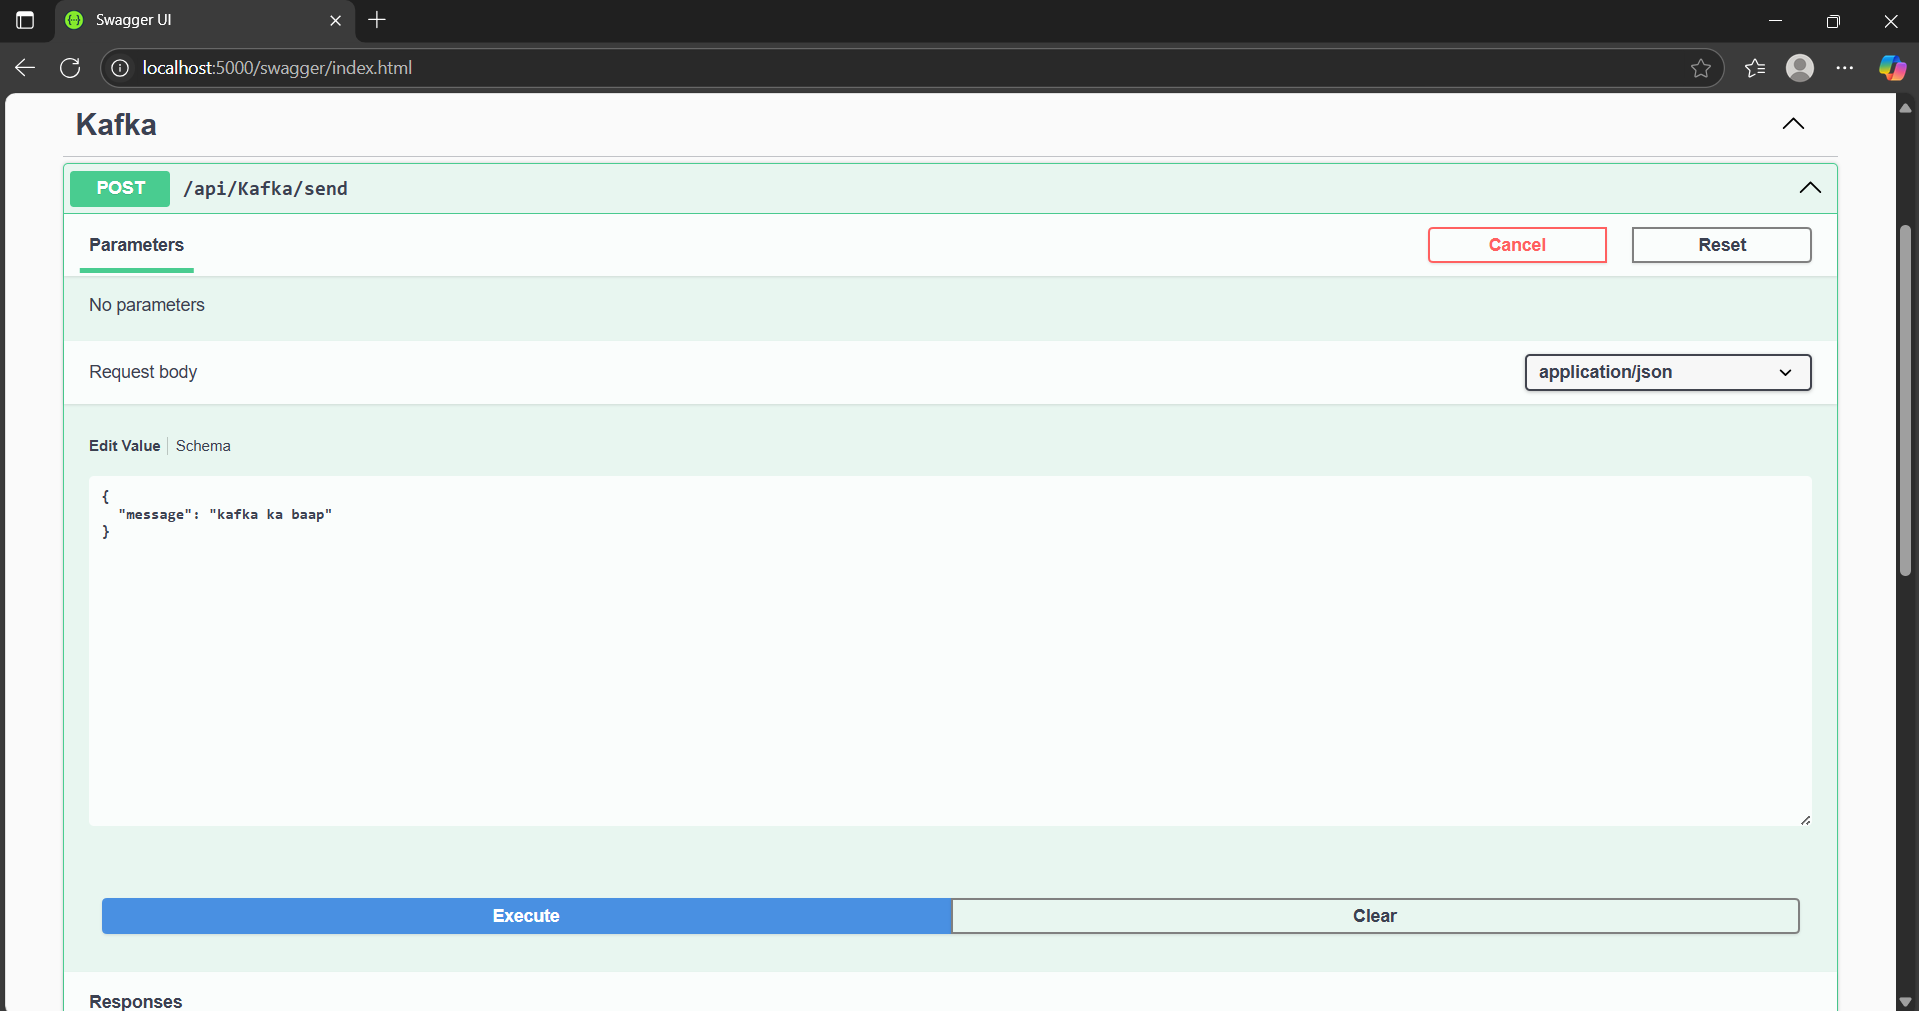 Swagger UI
localhost:5000/swagger/index.html
Kafka
POST /api/Kafka/send
Parameters
Cancel
Reset
No parameters
Request body
application/json
Edit Value
Schema
{
"message": "kafka ka baap"
}
Execute
Clear
Responses